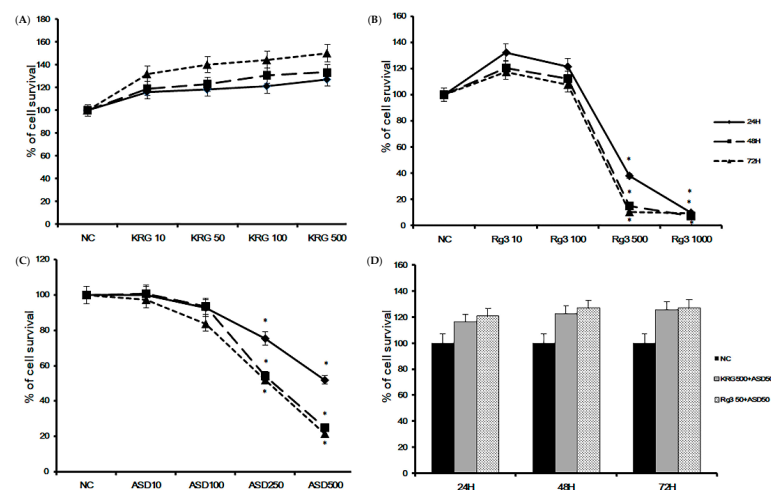 (A)
% of cell survival
180
160
140
120
100
80
60
40
20
0
NC KRG 10 KRG 50 KRG 100 KRG 500
(B)
% of cell sruvival
160
140
120
100
80
60
40
20
0
NC Rg3 10 Rg3 100 Rg3 500 Rg3 1000
24H
48H
72H
* *
* *
* *
(C)
% of cell survival
120
100
80
60
40
20
0
NC ASD10 ASD100 ASD250 ASD500
* *
* *
* *
(D)
% of cell survival
160
140
120
100
80
60
40
20
0
24H 48H 72H
NC
KRG500+ASD50
Rg3 50+ASD50